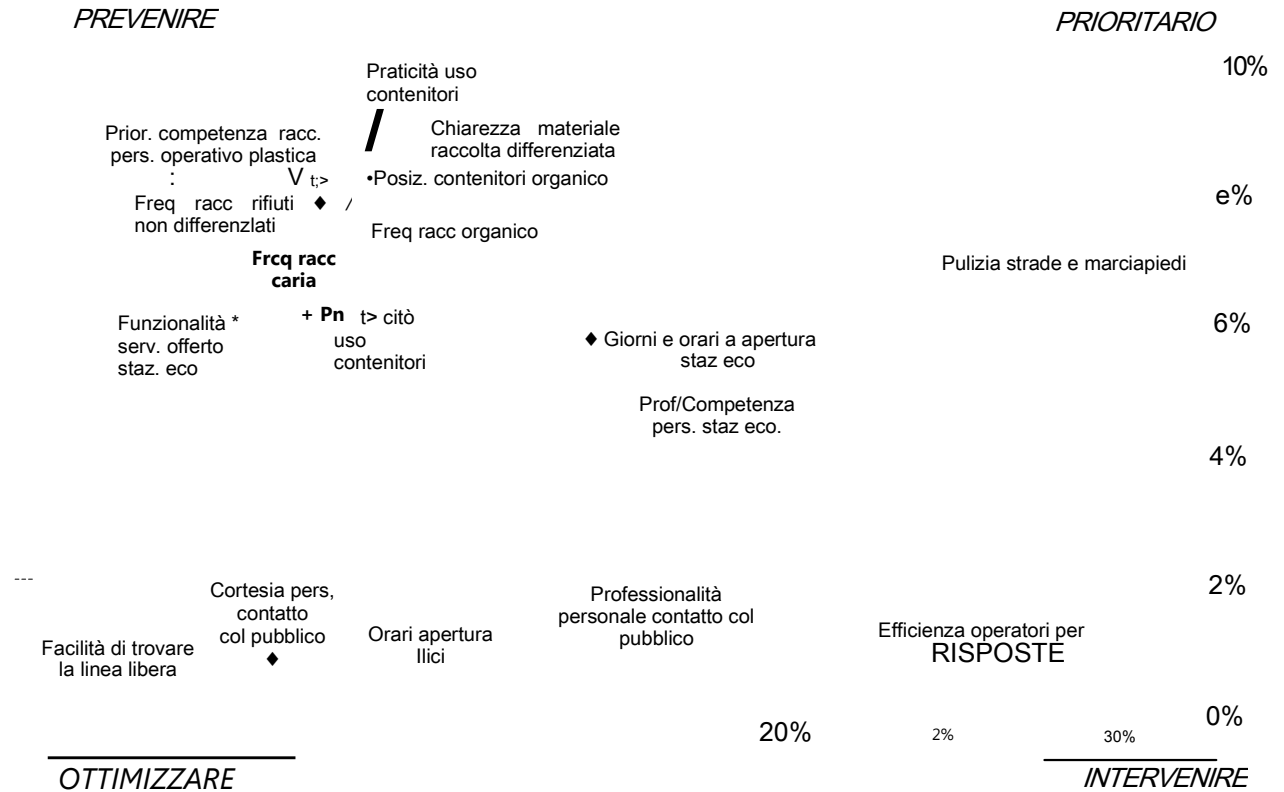 PREVENIRE
PRIORITARIO
10%
Praticità uso
contenitori
Chiarezza materiale
raccolta differenziata
Prior. competenza racc.
pers. operativo plastica
: V t;>
•Posiz. contenitori organico
e%
Freq racc rifiuti ♦ /
non differenzlati
Freq racc organico
Frcq racc
caria
Pulizia strade e marciapiedi
+ Pn t> citò
uso
contenitori
Funzionalità *
serv. offerto
staz. eco
6%
♦ Giorni e orari a apertura
staz eco
Prof/Competenza
pers. staz eco.
4%
---
2%
Cortesia pers,
contatto
col pubblico
♦
Professionalità
personale contatto col
pubblico
Facilità di trovare
la linea libera
Orari apertura
Ilici
Efficienza operatori per
RISPOSTE
0%
20%
2%
30%
OTTIMIZZARE
INTERVENIRE